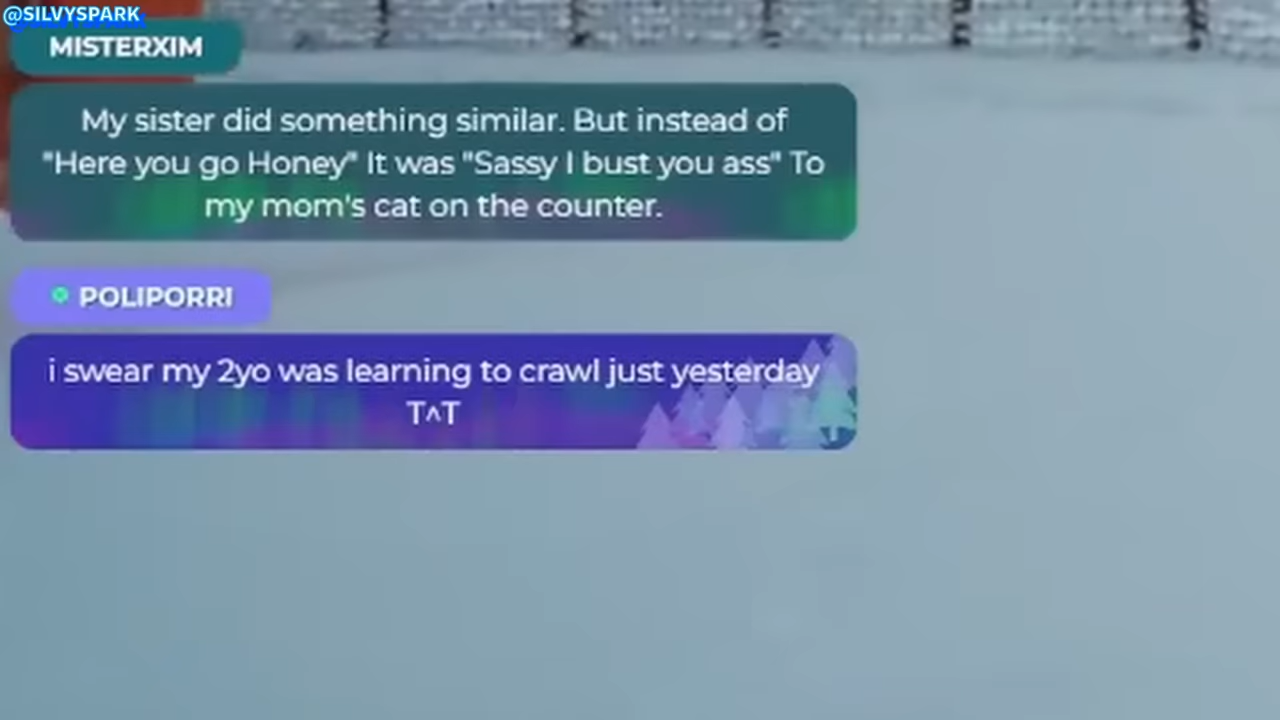 @SILVYSPARK
MISTERXIM
My sister did something similar. But instead of
"Here you go Honey" It was "Sassy I bust you ass" To
my mom's cat on the counter.
POLIPORRI
i swear my 2yo was learning to crawl just yesterday
T^T